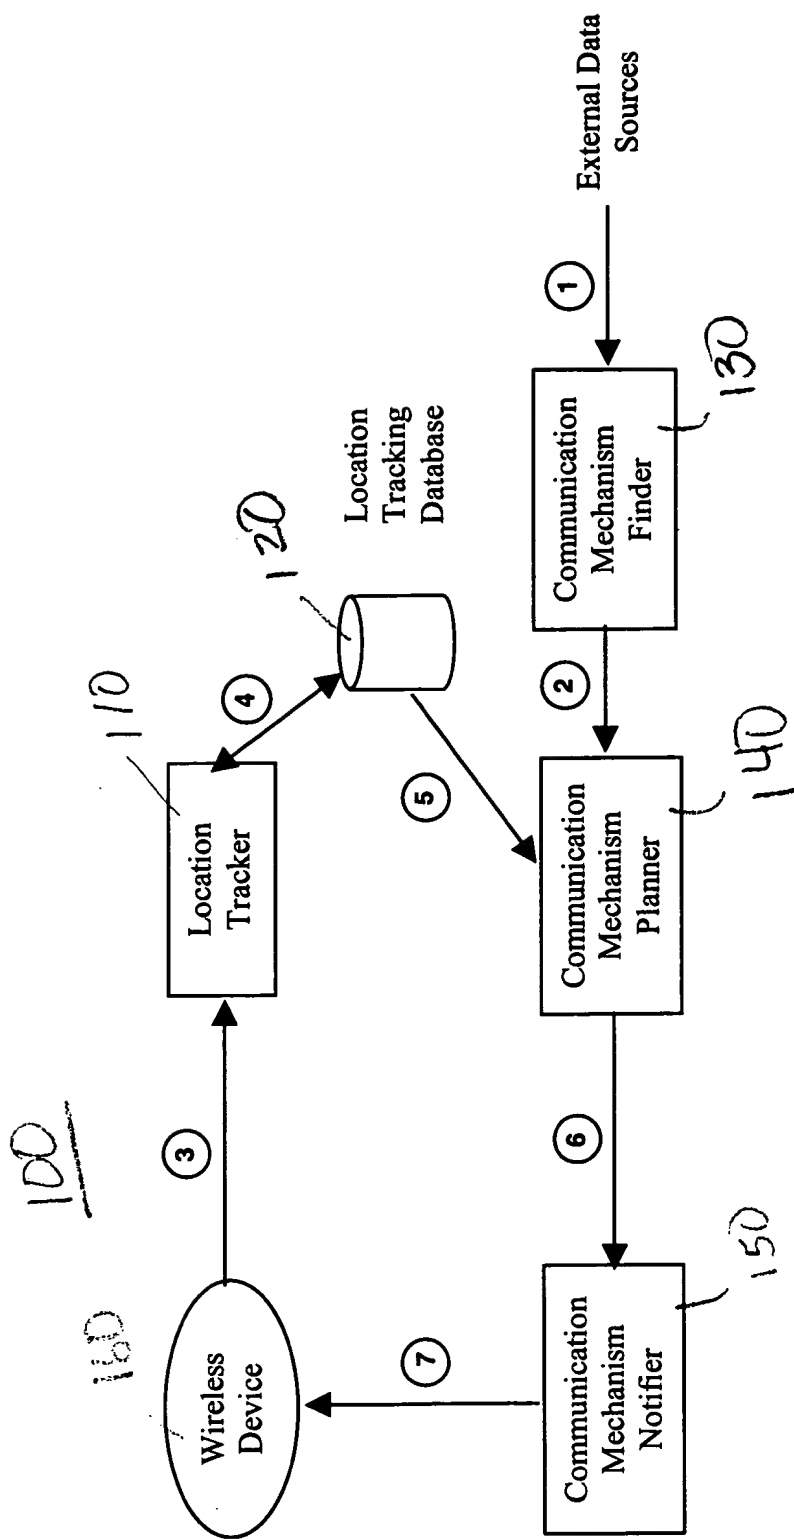 100
160
Wireless
Device
3
Location
Tracker
110
4
120
Location
Tracking
Database
5
7
Communication
Mechanism
Notifier
150
6
Communication
Mechanism
Planner
140
2
Communication
Mechanism
Finder
130
1
External Data
Sources